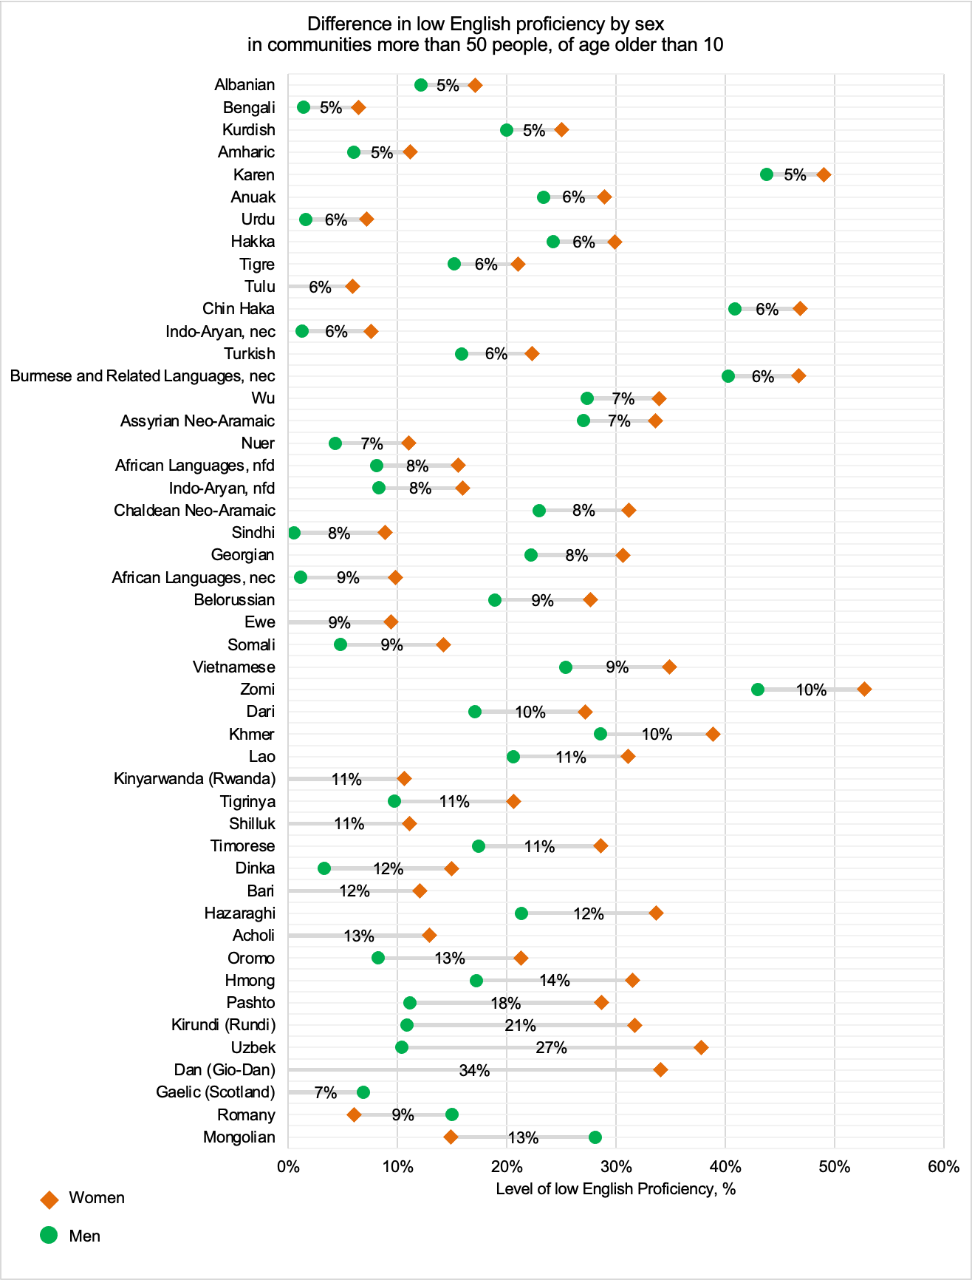 Difference in low English proficiency by sex
in communities more than 50 people, of age older than 10
Albanian 5%
Bengali 5%
Kurdish 5%
Amharic 5%
Karen 5%
Anuak 6%
Urdu 6%
Hakka 6%
Tigre 6%
Tulu 6%
Chin Haka 6%
Indo-Aryan, nec 6%
Turkish 6%
Burmese and Related Languages, nec 6%
Wu 7%
Assyrian Neo-Aramaic 7%
Nuer 7%
African Languages, nfd 8%
Indo-Aryan, nfd 8%
Chaldean Neo-Aramaic 8%
Sindhi 8%
Georgian 8%
African Languages, nec 9%
Belorussian 9%
Ewe 9%
Somali 9%
Vietnamese 9%
Zomi 10%
Dari 10%
Khmer 10%
Lao 11%
Kinyarwanda (Rwanda) 11%
Tigrinya 11%
Shilluk 11%
Timorese 11%
Dinka 12%
Bari 12%
Hazaraghi 12%
Acholi 13%
Oromo 13%
Hmong 14%
Pashto 18%
Kirundi (Rundi) 21%
Uzbek 27%
Dan (Gio-Dan) 34%
Gaelic (Scotland) 7%
Romany 9%
Mongolian 13%
0% 10% 20% 30% 40% 50% 60%
Level of low English Proficiency, %
Women
Men